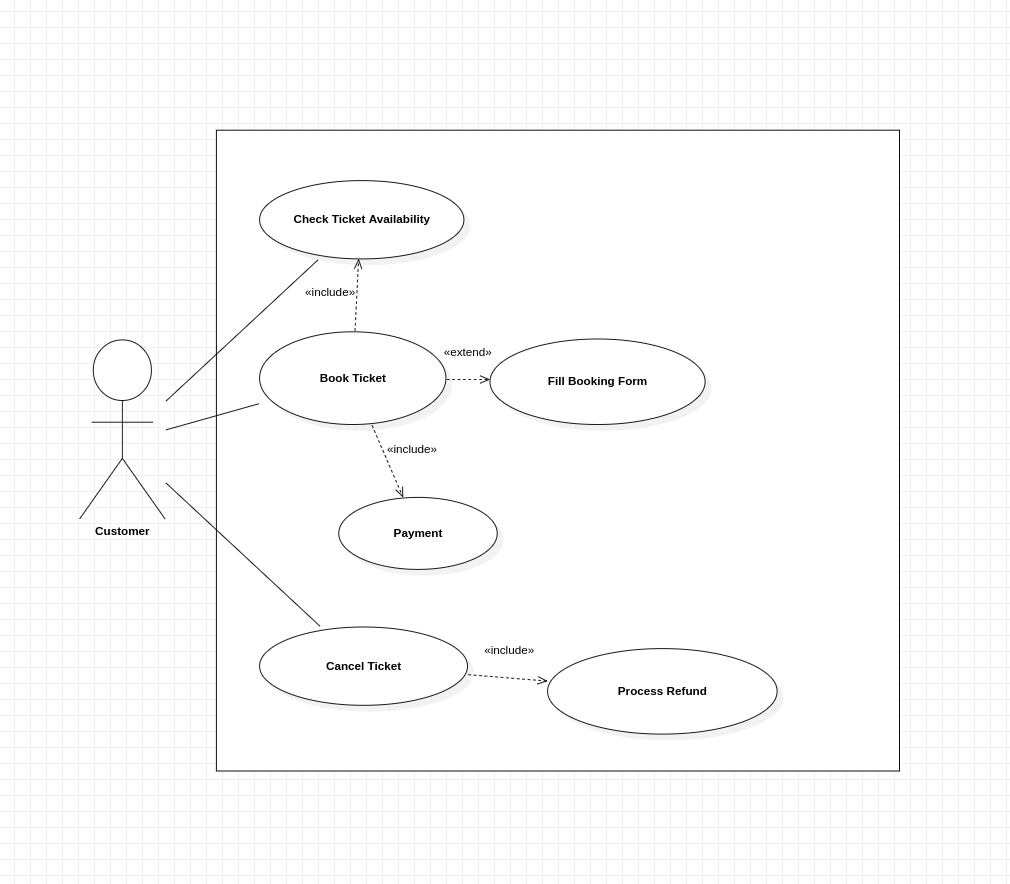 Check Ticket Availability
«include»
«extend»
Book Ticket
Fill Booking Form
«include»
Customer
Payment
«include»
Cancel Ticket
Process Refund